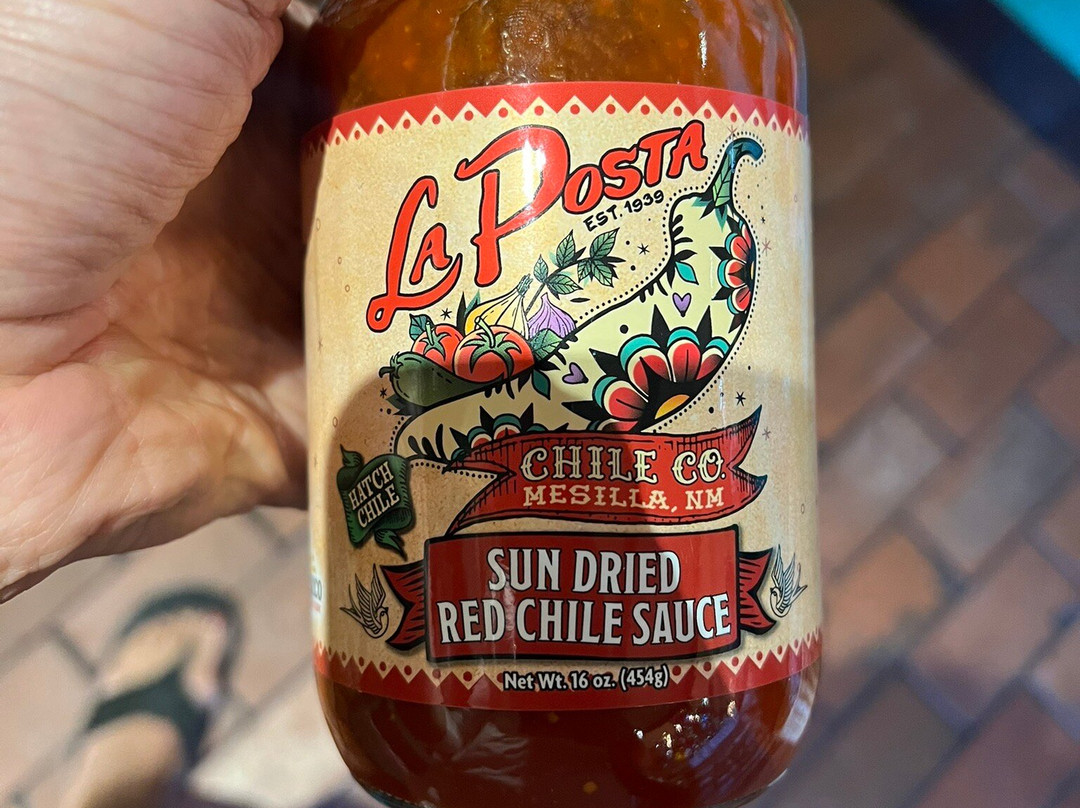 La Posta
EST. 1939
CHILE CO.
MESILLA, NM
HATCH
CHILE
SUN DRIED
RED CHILE SAUCE
Net Wt. 16 oz. (454g)